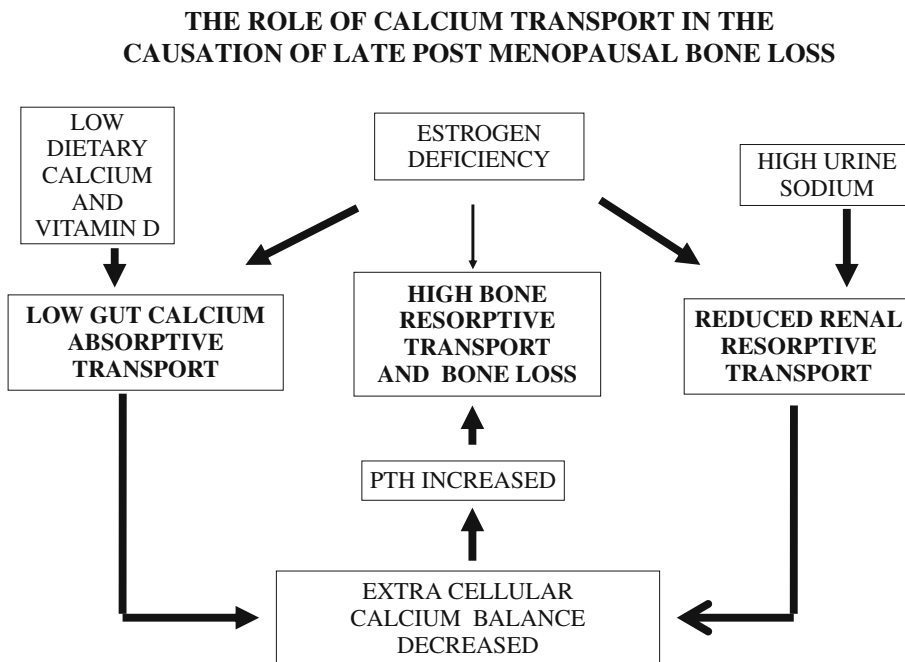 THE ROLE OF CALCIUM TRANSPORT IN THE
CAUSATION OF LATE POST MENOPAUSAL BONE LOSS
LOW
DIETARY
CALCIUM
AND
VITAMIN D
ESTROGEN
DEFICIENCY
HIGH URINE
SODIUM
LOW GUT CALCIUM
ABSORPTIVE
TRANSPORT
HIGH BONE
RESORPTIVE
TRANSPORT
AND BONE LOSS
REDUCED RENAL
RESORPTIVE
TRANSPORT
PTH INCREASED
EXTRA CELLULAR
CALCIUM BALANCE
DECREASED